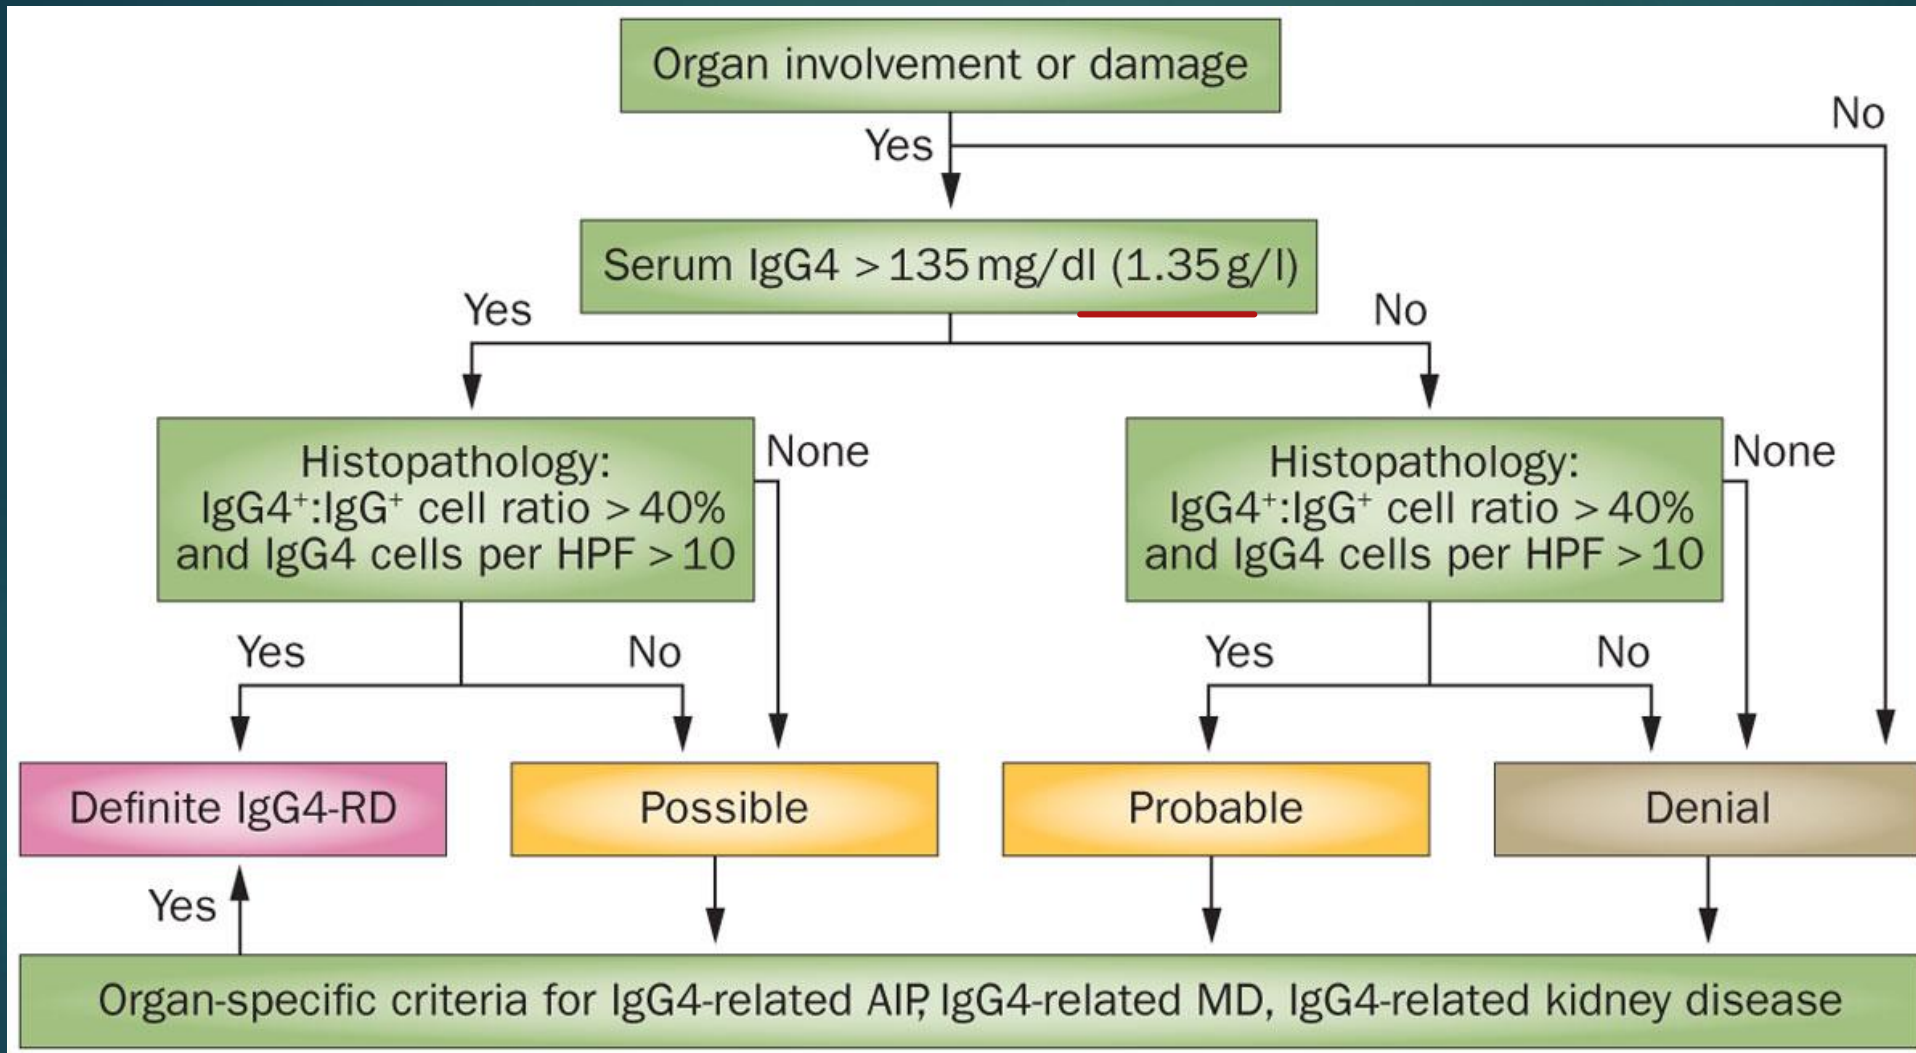 Organ involvement or damage
No
Yes
Serum IgG4 > 135 mg/dl (1.35 g/l)
Yes
No
Histopathology:
IgG4⁺:IgG⁺ cell ratio > 40%
and IgG4 cells per HPF > 10
None
Histopathology:
IgG4⁺:IgG⁺ cell ratio > 40%
and IgG4 cells per HPF > 10
None
Yes
No
Yes
No
Definite IgG4-RD
Possible
Probable
Denial
Yes
Organ-specific criteria for IgG4-related AIP, IgG4-related MD, IgG4-related kidney disease